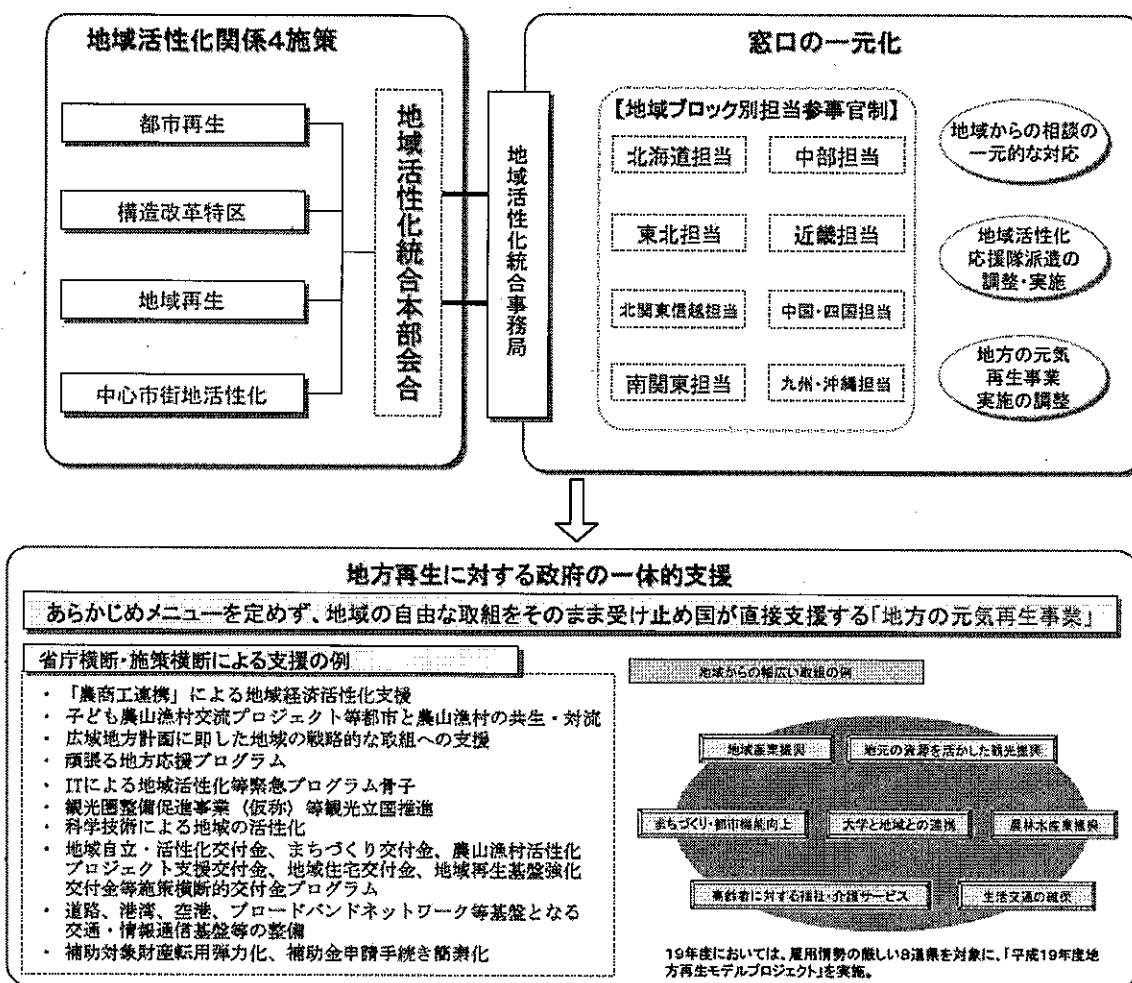 地域活性化関係4施策
都市再生
構造改革特区
地域再生
中心市街地活性化
地域活性化統合本部会合
地域活性化統合事務局
窓口の一元化
【地域ブロック別担当参事官制】
北海道担当
中部担当
東北担当
近畿担当
北関東信越担当
中国・四国担当
南関東担当
九州・沖縄担当
地域からの相談の
一元的な対応
地域活性化
応援隊派遣の
調整・実施
地方の元気
再生事業
実施の調整
地方再生に対する政府の一体的支援
あらかじめメニューを定めず、地域の自由な取組をそのまま受け止め国が直接支援する「地方の元気再生事業」
省庁横断・施策横断による支援の例
・ 「農商工連携」による地域経済活性化支援
・ 子ども農山漁村交流プロジェクト等都市と農山漁村の共生・対流
・ 広域地方計画に即した地域の戦略的な取組への支援
・ 頑張る地方応援プログラム
・ ITによる地域活性化等緊急プログラム骨子
・ 観光圏整備促進事業（仮称）等観光立国推進
・ 科学技術による地域の活性化
・ 地域自立・活性化交付金、まちづくり交付金、農山漁村活性化
プロジェクト支援交付金、地域住宅交付金、地域再生基盤強化
交付金等施策横断的交付金プログラム
・ 道路、港湾、空港、ブロードバンドネットワーク等基盤となる
交通・情報通信基盤等の整備
・ 補助対象財産転用弾力化、補助金申請手続き簡素化
地域からの幅広い取組の例
地域産業振興
地元の資源を活かした観光振興
まちづくり・都市機能向上
大学と地域との連携
農林水産業振興
高齢者に対する福祉・介護サービス
生活交通の確保
19年度においては、雇用情勢の厳しい8道県を対象に、「平成19年度地
方再生モデルプロジェクト」を実施。